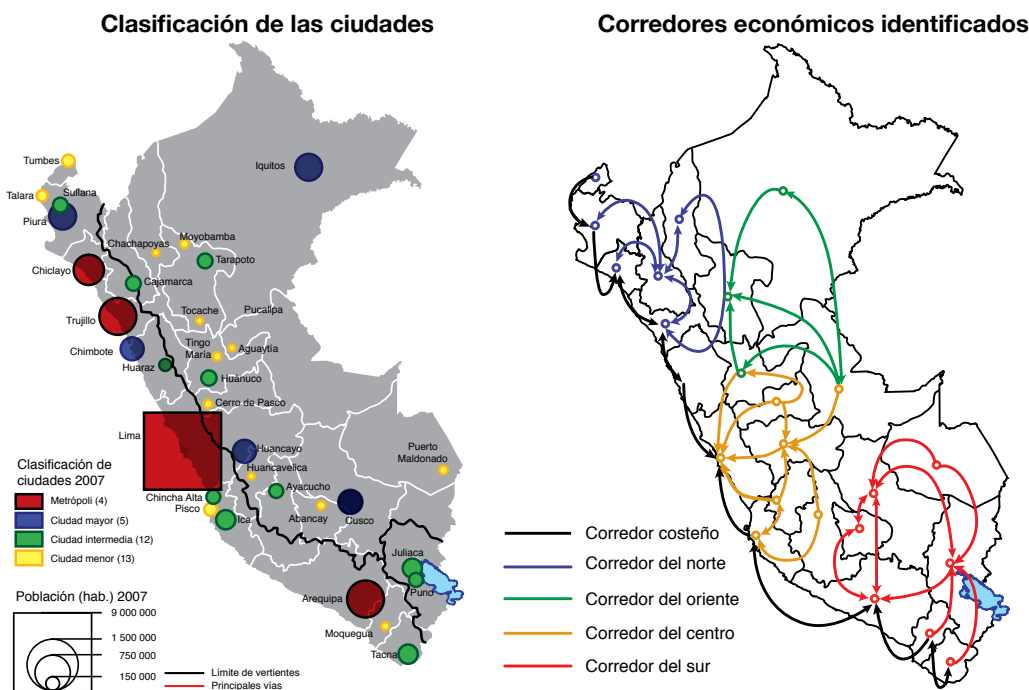 Clasificación de las ciudades
Tumbes
Talara
Sullana
Piura
Iquitos
Chachapoyas
Moyobamba
Chiclayo
Tarapoto
Cajamarca
Trujillo
Tocache
Pucallpa
Chimbote
Tingo
María
Aguaytía
Huaraz
Huánuco
Cerro de Pasco
Lima
Huancayo
Puerto
Maldonado
Huancavelica
Chincha Alta
Ayacucho
Pisco
Abancay
Cusco
Ica
Juliaca
Puno
Arequipa
Moquegua
Tacna
Clasificación de
ciudades 2007
Metrópoli (4)
Ciudad mayor (5)
Ciudad intermedia (12)
Ciudad menor (13)
Población (hab.) 2007
9 000 000
1 500 000
750 000
150 000
Límite de vertientes
Principales vías
Corredores económicos identificados
Corredor costeño
Corredor del norte
Corredor del oriente
Corredor del centro
Corredor del sur